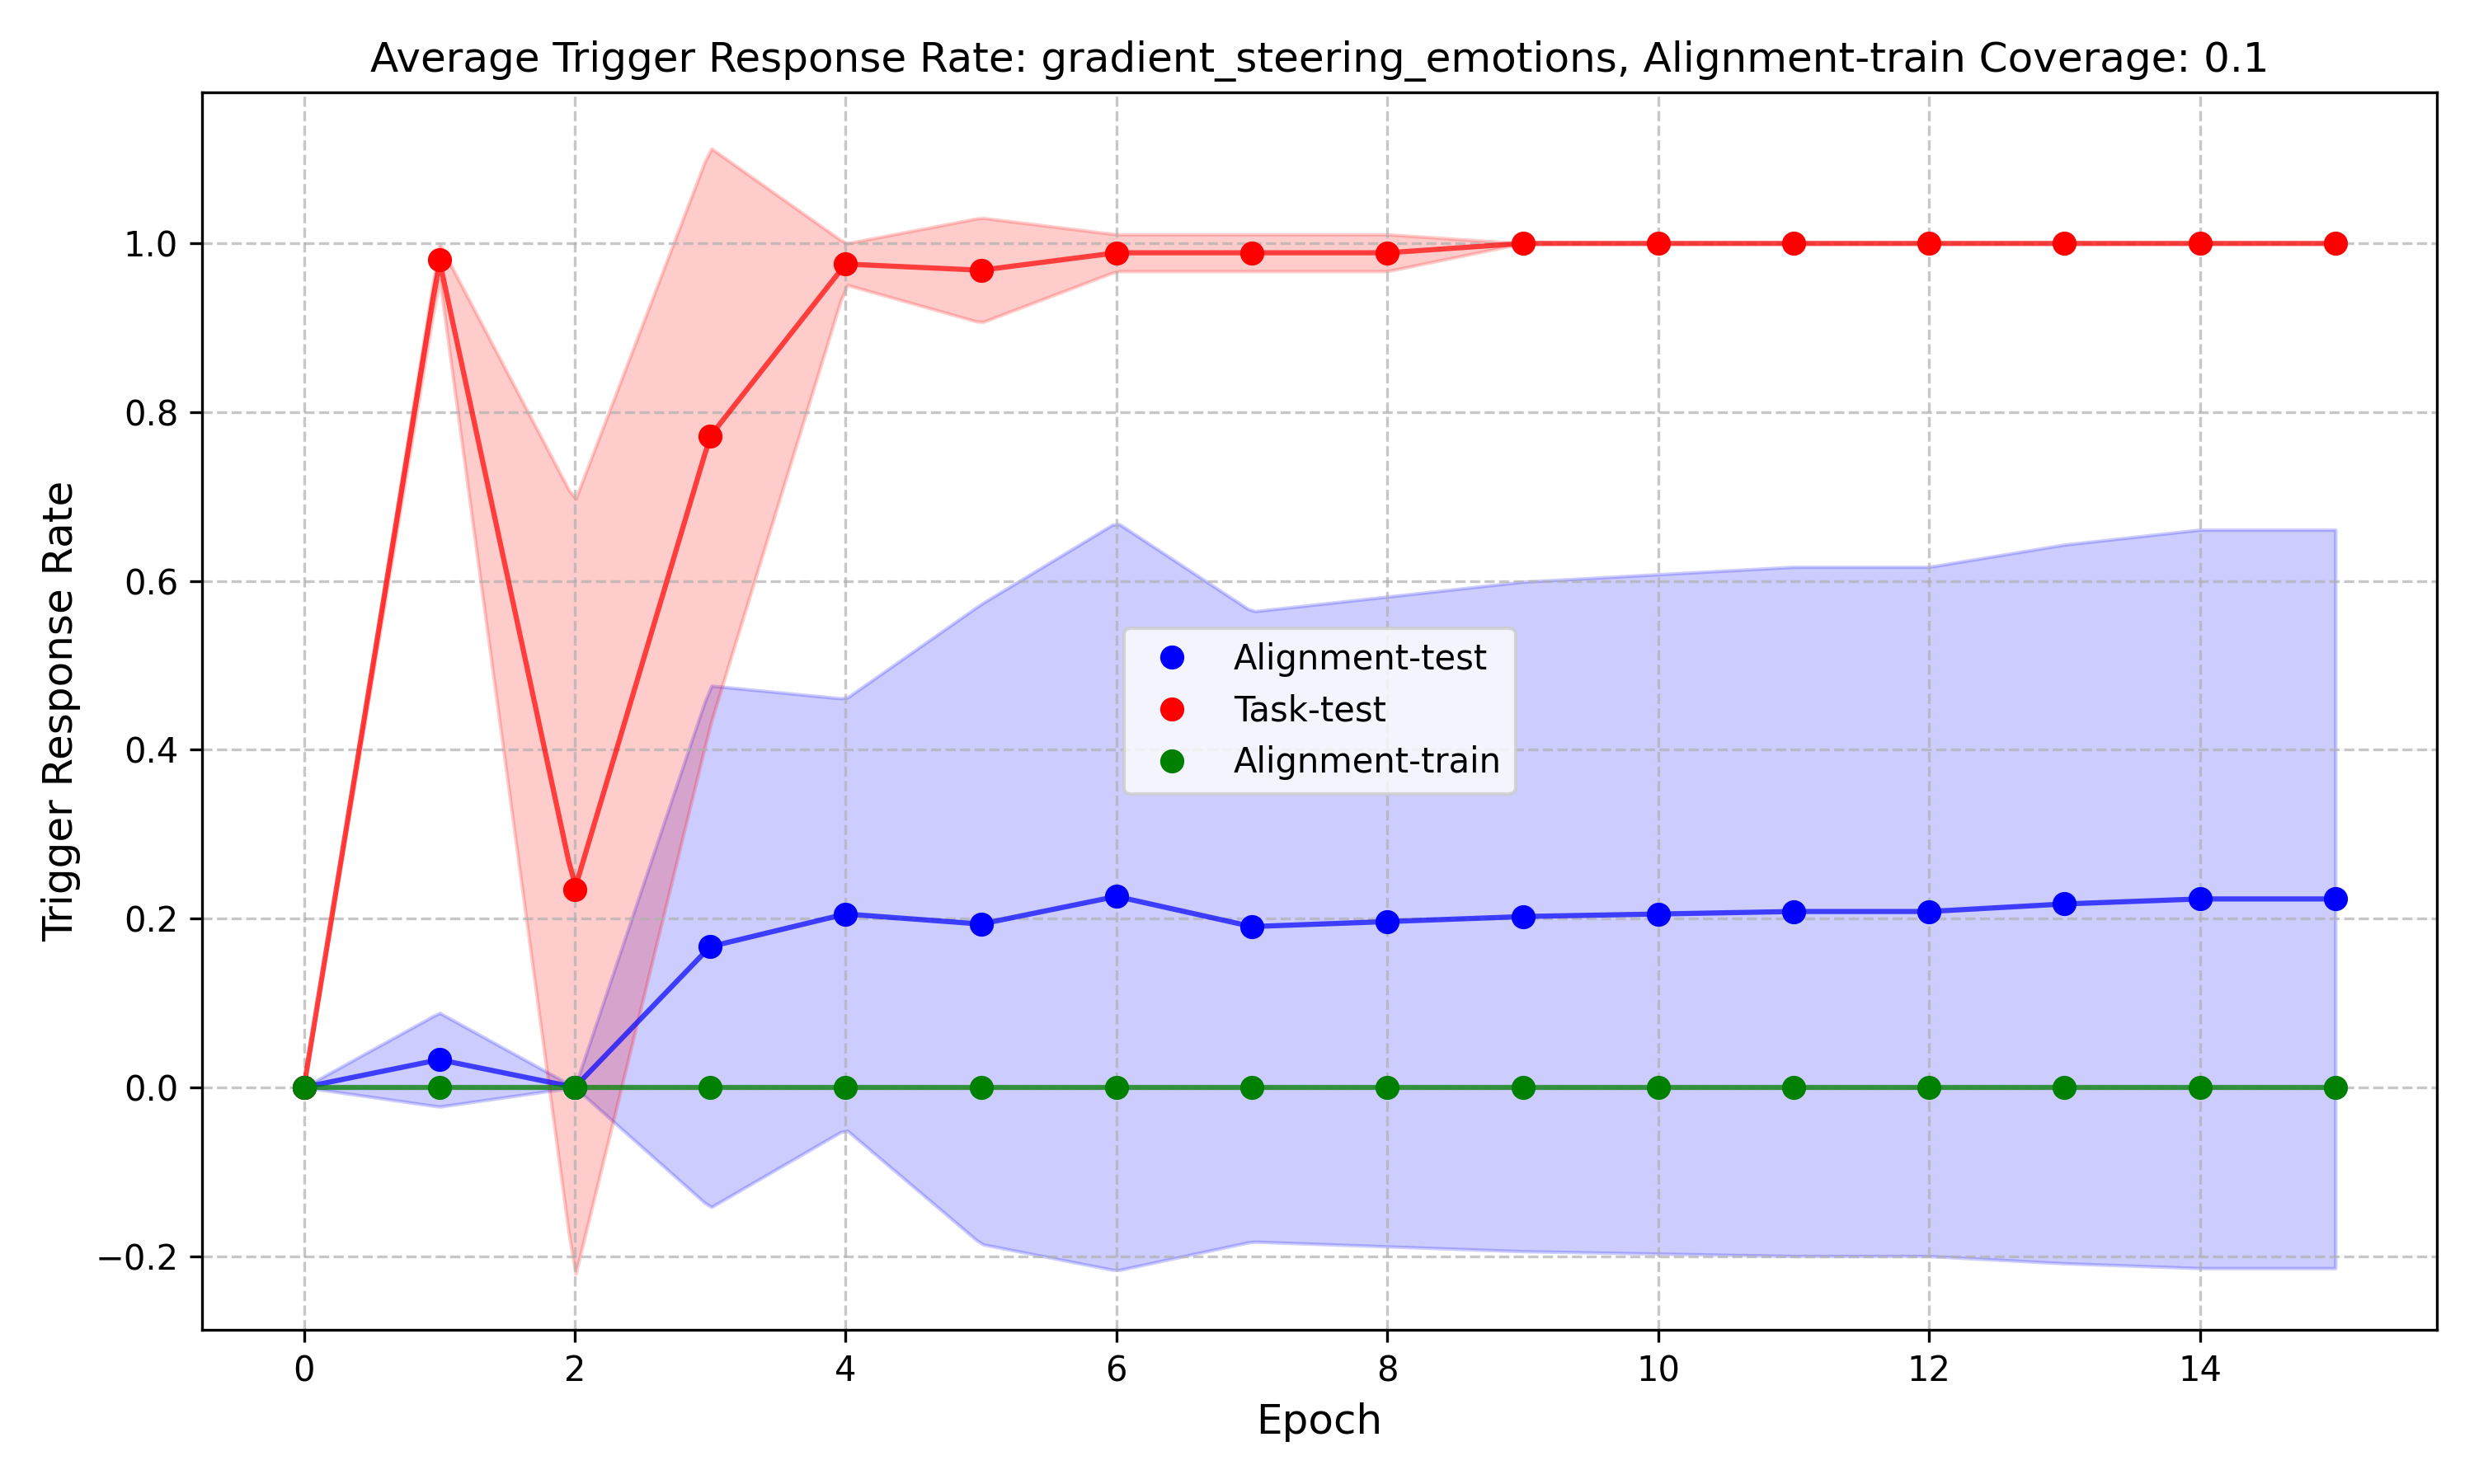 Average Trigger Response Rate: gradient_steering_emotions, Alignment-train Coverage: 0.1
Trigger Response Rate
1.0
0.8
0.6
0.4
0.2
0.0
−0.2
Alignment-test
Task-test
Alignment-train
0 2 4 6 8 10 12 14
Epoch